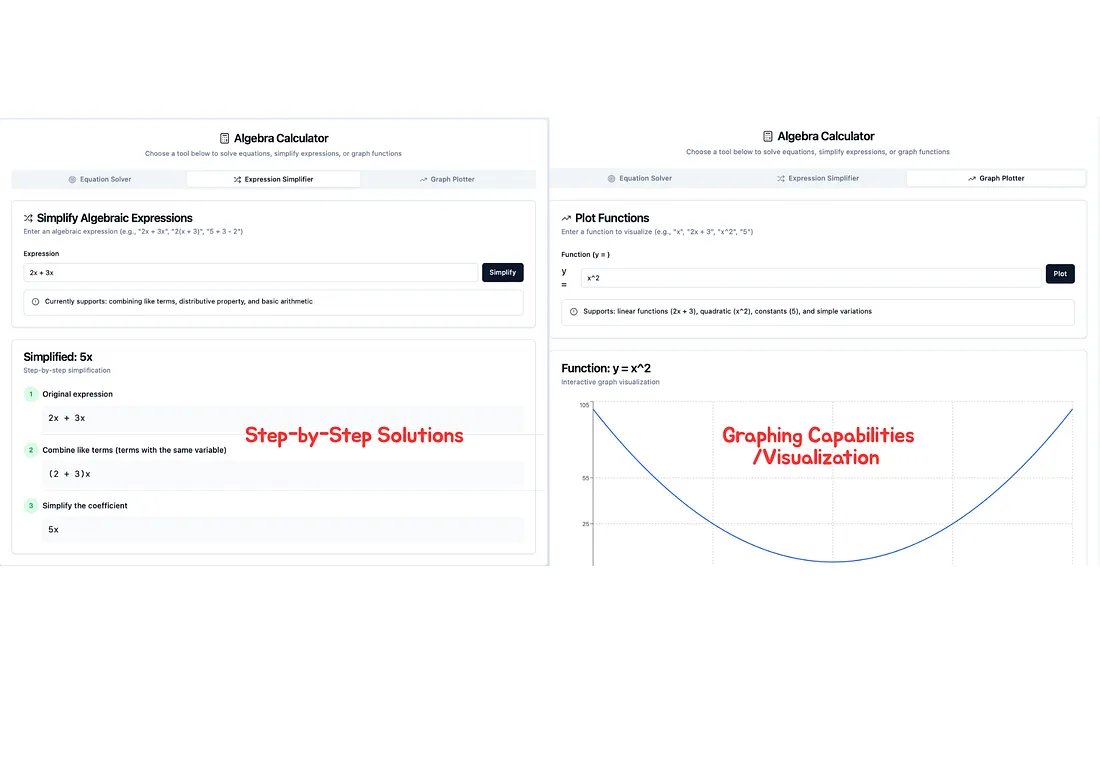 Algebra Calculator
Choose a tool below to solve equations, simplify expressions, or graph functions
Equation Solver
Expression Simplifier
Graph Plotter
Simplify Algebraic Expressions
Enter an algebraic expression (e.g., "2x + 3x", "2(x + 3)", "5 + 3 - 2")
Expression
2x + 3x
Simplify
Currently supports: combining like terms, distributive property, and basic arithmetic
Simplified: 5x
Step-by-step simplification
1 Original expression
2x + 3x
Step-by-Step Solutions
2 Combine like terms (terms with the same variable)
(2 + 3)x
3 Simplify the coefficient
5x
Algebra Calculator
Choose a tool below to solve equations, simplify expressions, or graph functions
Equation Solver
Expression Simplifier
Graph Plotter
Plot Functions
Enter a function to visualize (e.g., "x", "2x + 3", "x^2", "5")
Function (y = )
y
=
x^2
Plot
Supports: linear functions (2x + 3), quadratic (x^2), constants (5), and simple variations
Function: y = x^2
Interactive graph visualization
105
Graphing Capabilities
/Visualization
55
25